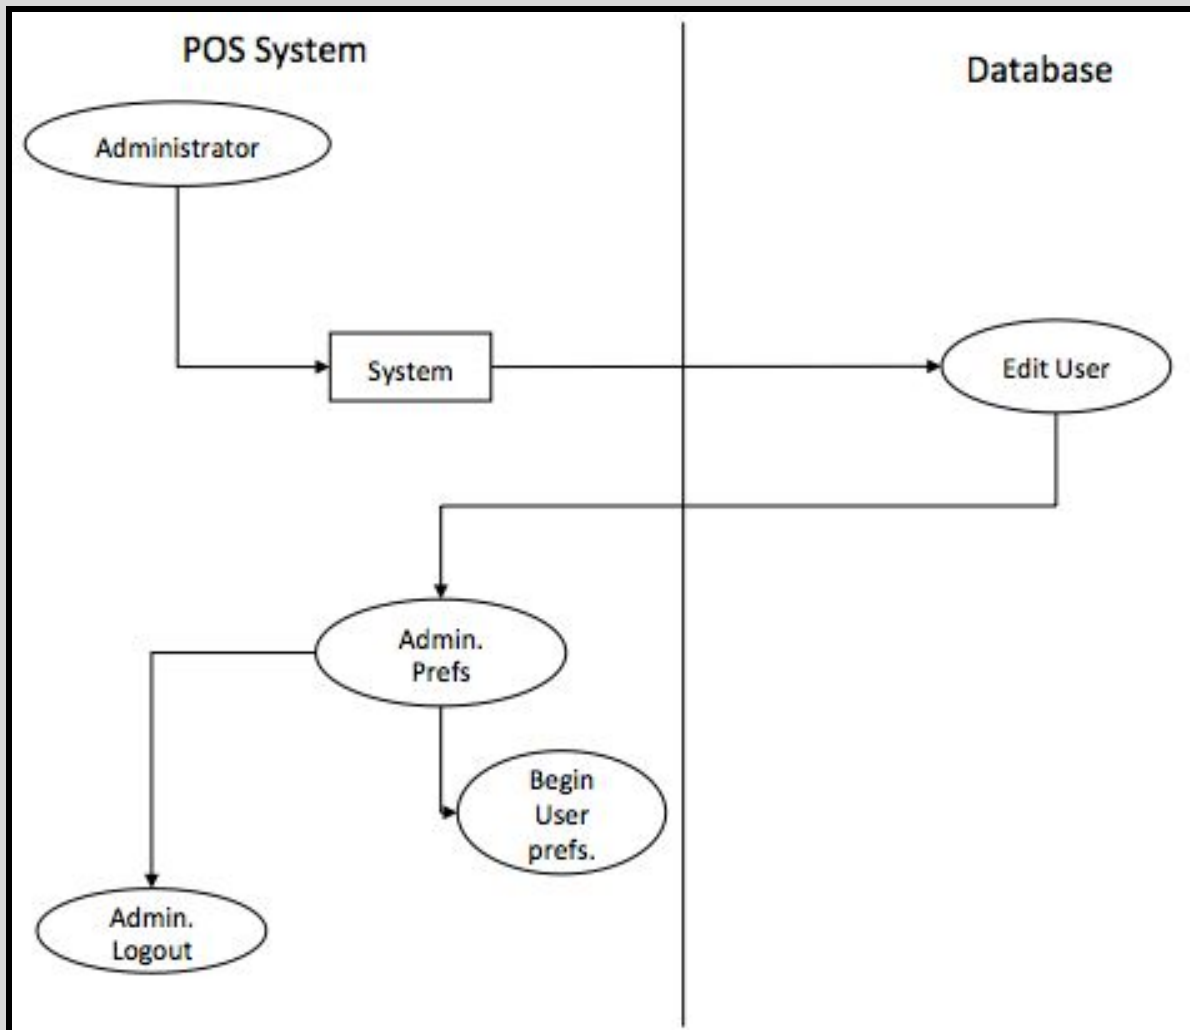 POS System
Database
Administrator
System
Edit User
Admin.
Prefs
Begin
User
prefs.
Admin.
Logout